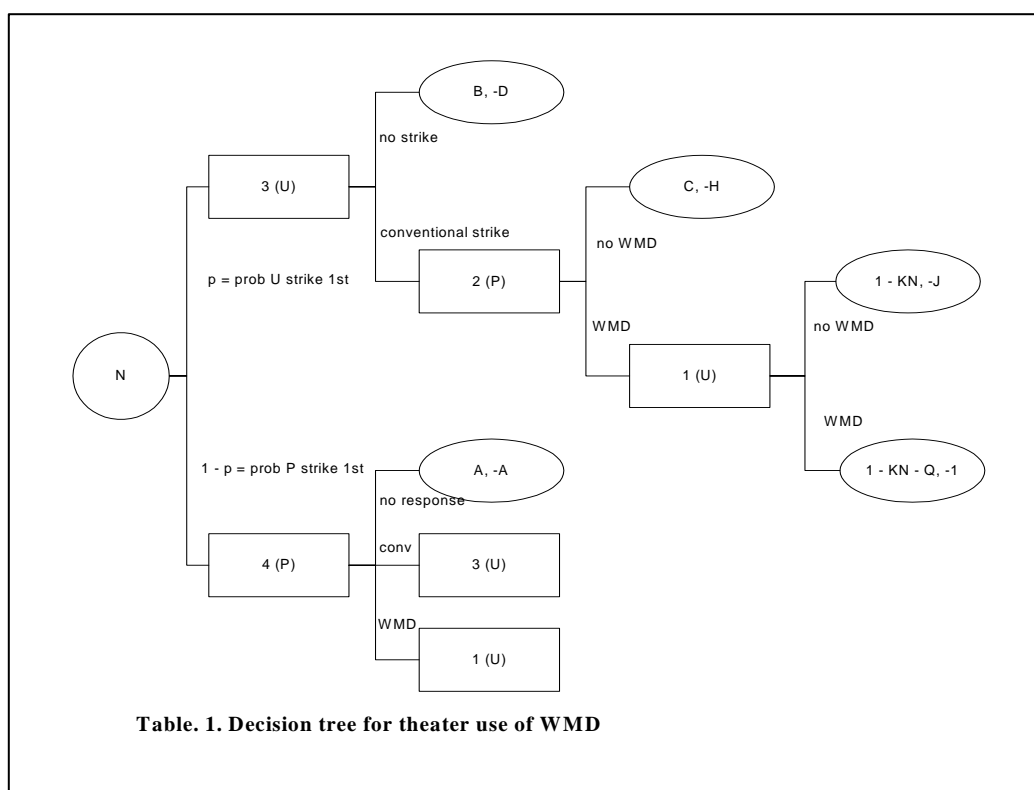 B, -D
no strike
3 (U)
C, -H
conventional strike
no WMD
p = prob U strike 1st
2 (P)
1 - KN, -J
WMD
no WMD
1 (U)
N
WMD
1 - p = prob P strike 1st
A, -A
1 - KN - Q, -1
no response
conv
4 (P)
3 (U)
WMD
1 (U)
Table. 1. Decision tree for theater use of WMD